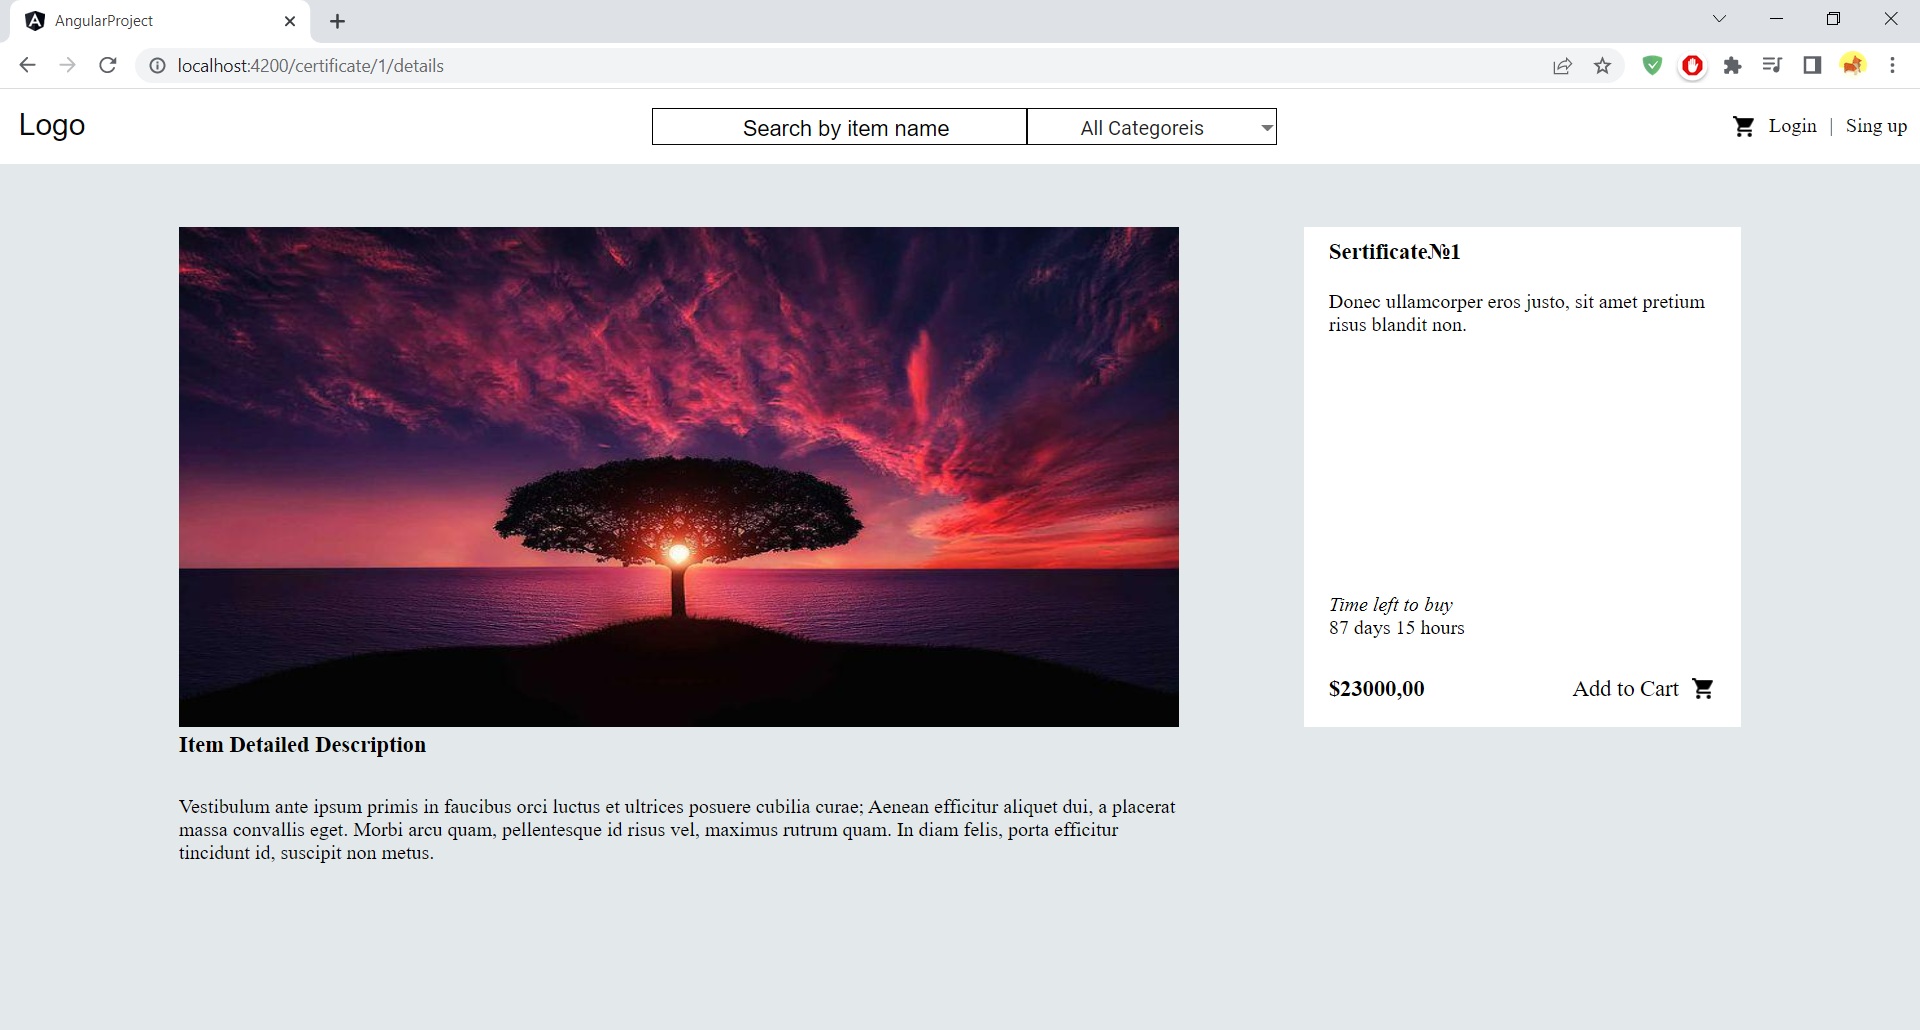 AngularProject
localhost:4200/certificate/1/details
Logo
Search by item name
All Categoreis
Login | Sing up
Sertificate№1
Donec ullamcorper eros justo, sit amet pretium
risus blandit non.
Time left to buy
87 days 15 hours
$23000,00
Add to Cart
Item Detailed Description
Vestibulum ante ipsum primis in faucibus orci luctus et ultrices posuere cubilia curae; Aenean efficitur aliquet dui, a placerat
massa convallis eget. Morbi arcu quam, pellentesque id risus vel, maximus rutrum quam. In diam felis, porta efficitur
tincidunt id, suscipit non metus.